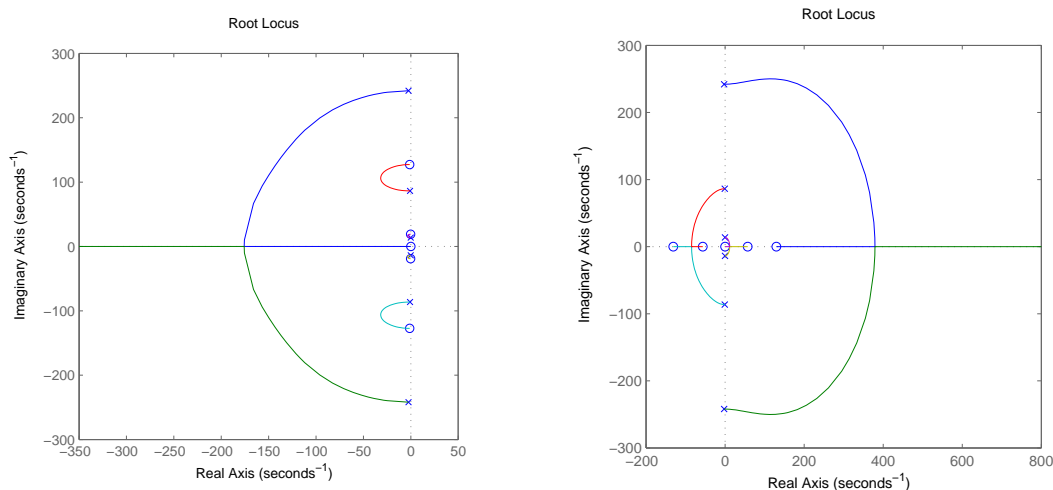 Root Locus
300
200
100
0
−100
−200
−300
−350 −300 −250 −200 −150 −100 −50 0 50
Real Axis (seconds⁻¹)
Imaginary Axis (seconds⁻¹)
Root Locus
300
200
100
0
−100
−200
−300
−200 0 200 400 600 800
Real Axis (seconds⁻¹)
Imaginary Axis (seconds⁻¹)